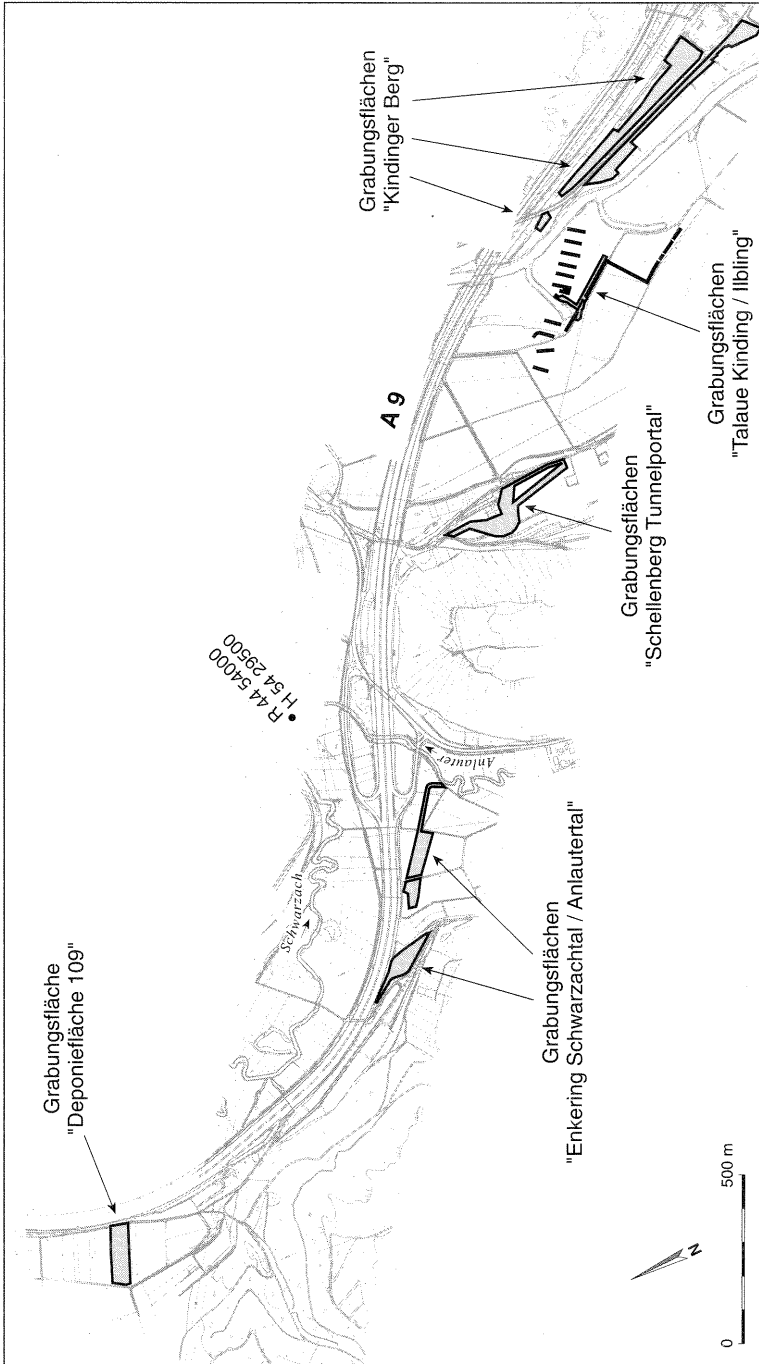 Grabungsfläche
"Deponiefläche 109"
Schwarzach
Grabungsflächen
"Enkering Schwarzachtal / Anlautertal"
Anlauter
R 44 54000
H 54 29500
A 9
Grabungsflächen
"Schellenberg Tunnelportal"
Grabungsflächen
"Kindinger Berg"
Grabungsflächen
"Talaue Kinding / Ilbling"
N
0
500 m